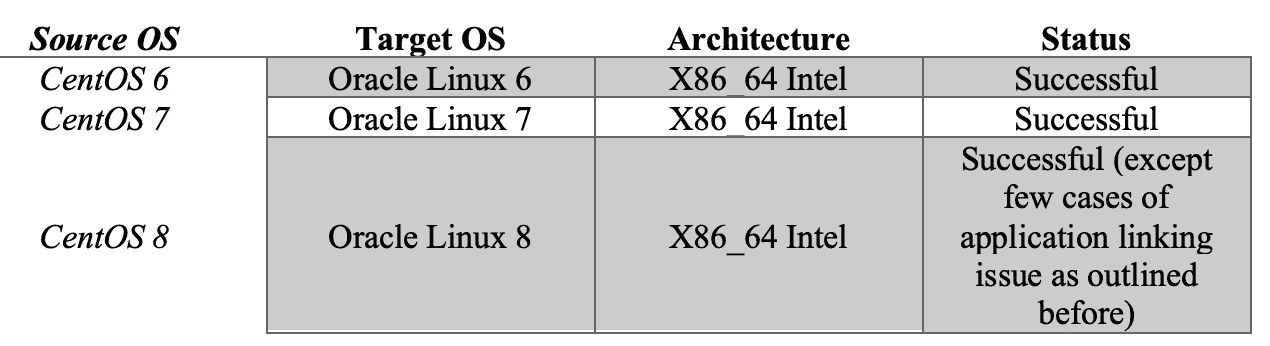 Source OS Target OS Architecture Status
CentOS 6 Oracle Linux 6 X86_64 Intel Successful
CentOS 7 Oracle Linux 7 X86_64 Intel Successful
CentOS 8 Oracle Linux 8 X86_64 Intel Successful (except
few cases of
application linking
issue as outlined
before)